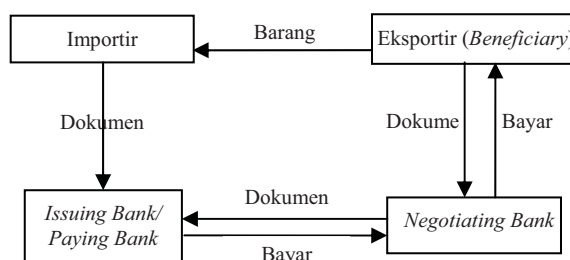 Importir
Barang
Eksportir (Beneficiary)
Dokumen
Dokume
Bayar
Issuing Bank/
Paying Bank
Dokumen
Bayar
Negotiating Bank